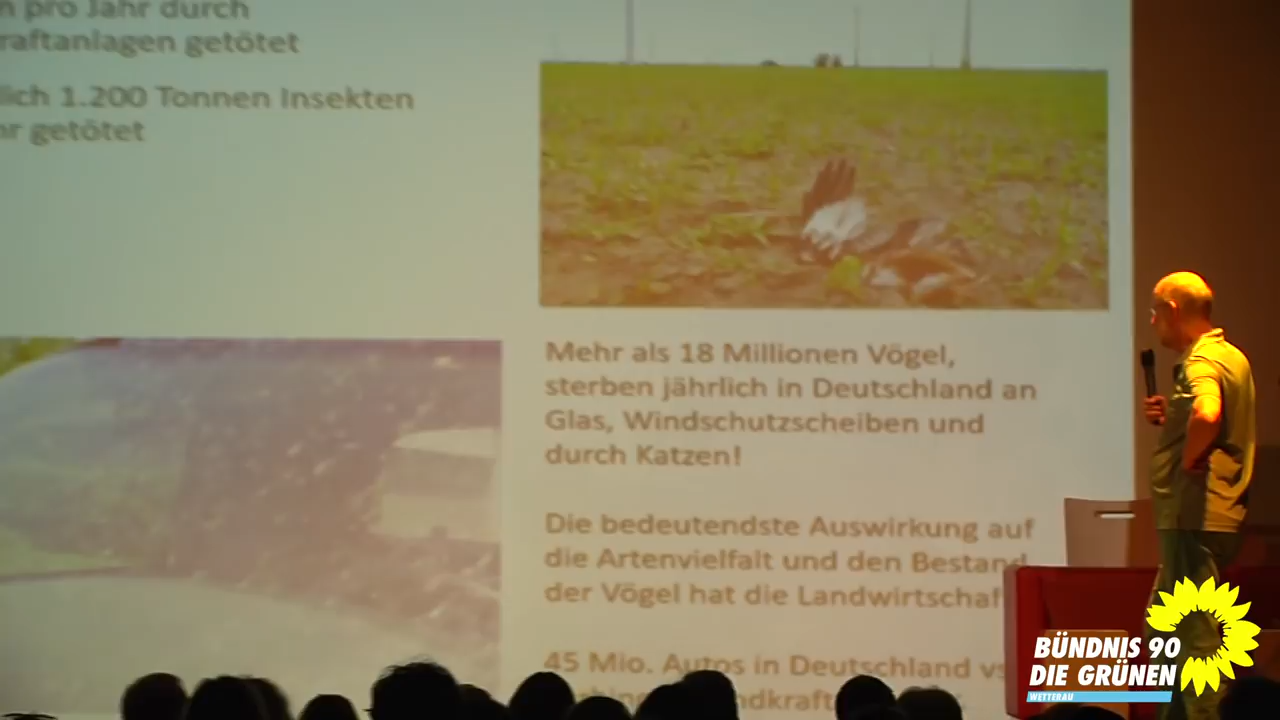 pro Jahr durch
raftanlagen getötet
lich 1.200 Tonnen Insekten
hr getötet
Mehr als 18 Millionen Vögel,
sterben jährlich in Deutschland an
Glas, Windschutzscheiben und
durch Katzen!
Die bedeutendste Auswirkung auf
die Artenvielfalt und den Bestand
der Vögel hat die Landwirtschaf
45 Mio. Autos in Deutschland vs
BÜNDNIS 90
DIE GRÜNEN
WETTERAU